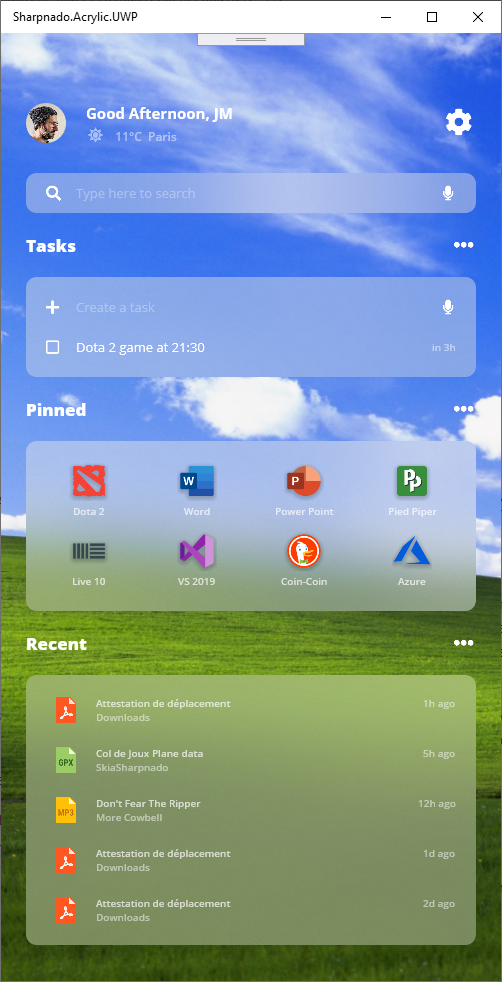 Sharpnado.Acrylic.UWP
Good Afternoon, JM
11°C Paris
Type here to search
Tasks
Create a task
Dota 2 game at 21:30 in 3h
Pinned
W P
Dota 2 Word Power Point Pied Piper
Live 10 VS 2019 Coin-Coin Azure
Recent
Attestation de déplacement 1h ago
Downloads
Col de Joux Plane data 5h ago
GPX
SkiaSharpnado
Don't Fear The Ripper 12h ago
MP3
More Cowbell
Attestation de déplacement 1d ago
Downloads
Attestation de déplacement 2d ago
Downloads